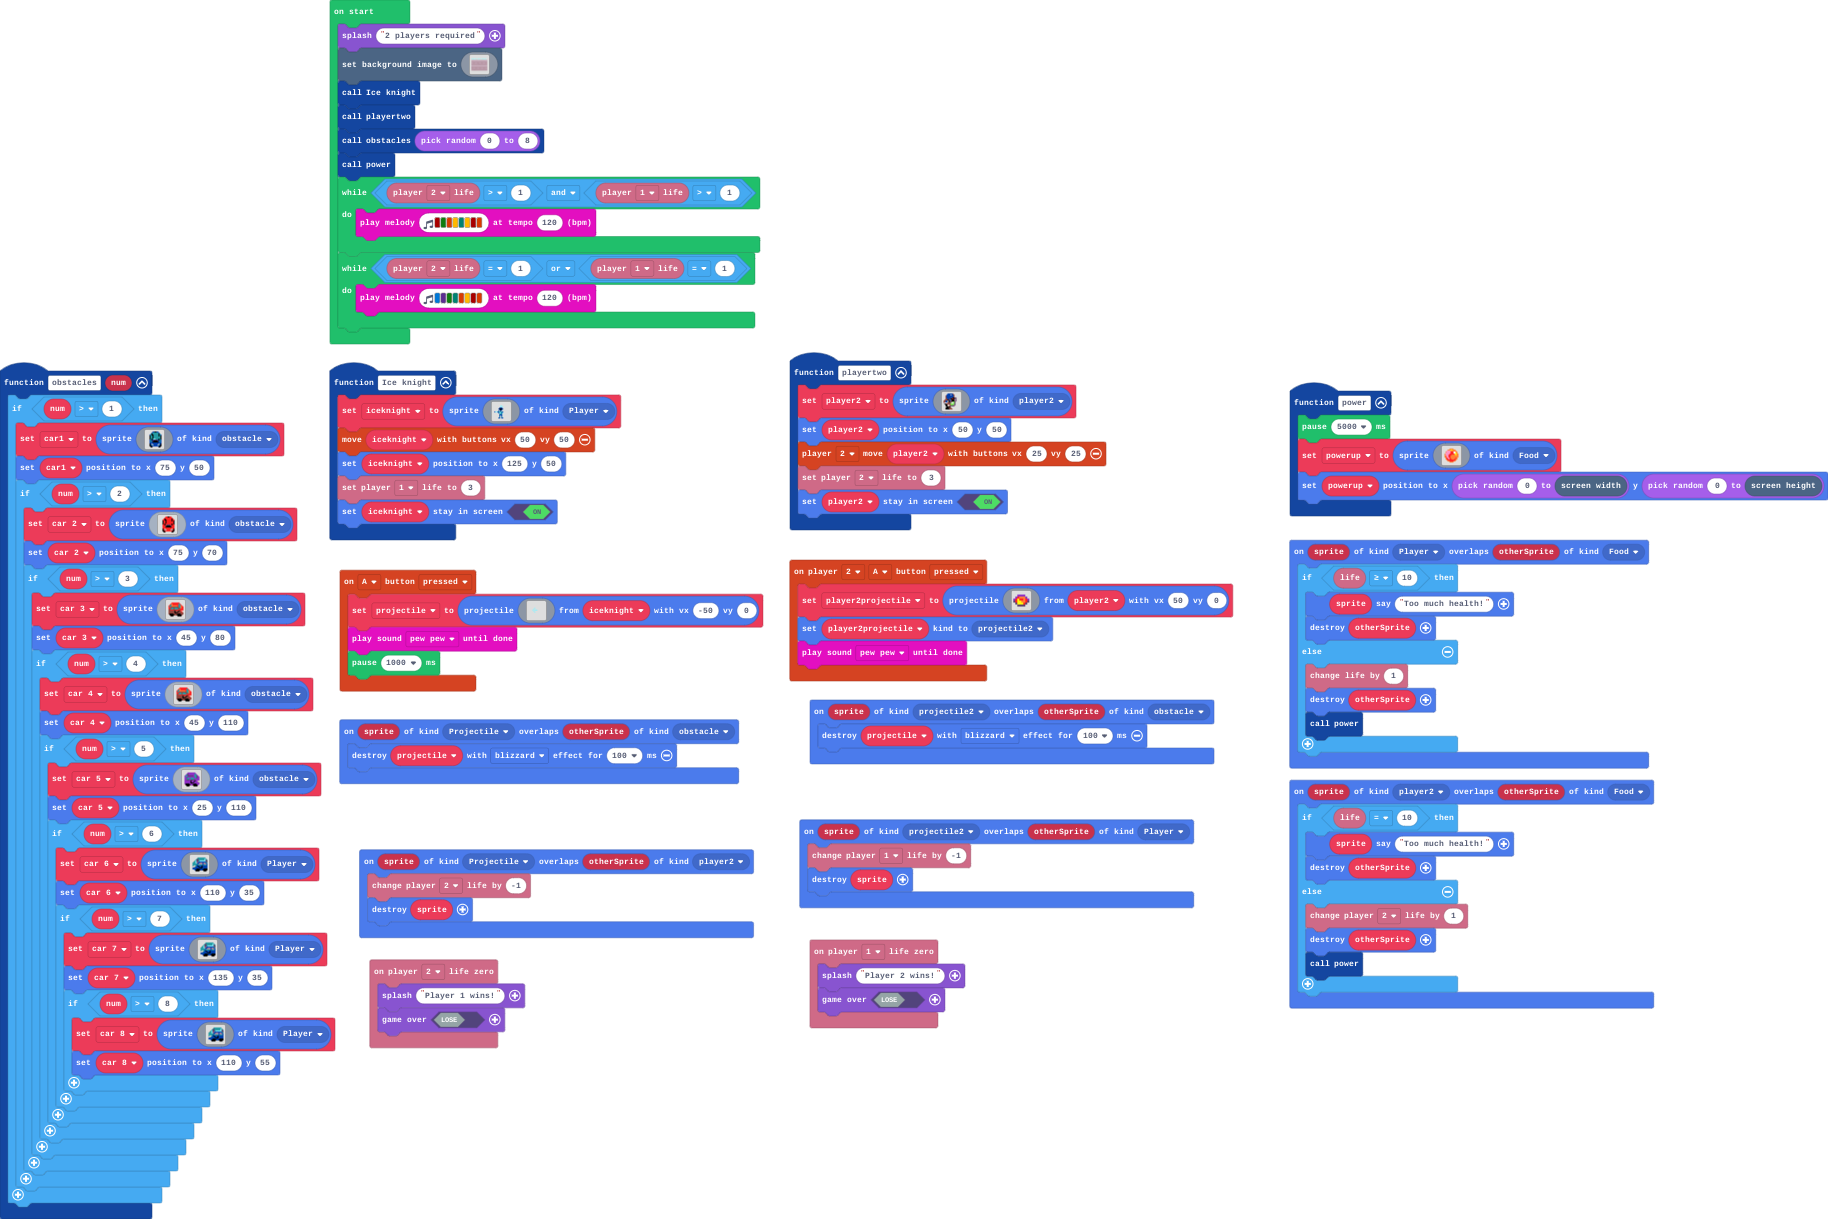 on start
splash "2 players required"
set background image to
call Ice knight
call playertwo
call obstacles pick random 0 to 8
call power
while player 2 life > 1 and player 1 life > 1
do
play melody at tempo 120 (bpm)
while player 2 life = 1 or player 1 life = 1
do
play melody at tempo 120 (bpm)
function obstacles num
if num > 1 then
set car1 to sprite of kind obstacle
set car1 position to x 75 y 50
if num > 2 then
set car 2 to sprite of kind obstacle
set car 2 position to x 75 y 70
if num > 3 then
set car 3 to sprite of kind obstacle
set car 3 position to x 45 y 80
if num > 4 then
set car 4 to sprite of kind obstacle
set car 4 position to x 45 y 110
if num > 5 then
set car 5 to sprite of kind obstacle
set car 5 position to x 25 y 110
if num > 6 then
set car 6 to sprite of kind Player
set car 6 position to x 110 y 35
if num > 7 then
set car 7 to sprite of kind Player
set car 7 position to x 135 y 35
if num > 8 then
set car 8 to sprite of kind Player
set car 8 position to x 110 y 55
function Ice knight
set iceknight to sprite of kind Player
move iceknight with buttons vx 50 vy 50
set iceknight position to x 125 y 50
set player 1 life to 3
set iceknight stay in screen ON
on A button pressed
set projectile to projectile from iceknight with vx -50 vy 0
play sound pew pew until done
pause 1000 ms
on sprite of kind Projectile overlaps otherSprite of kind obstacle
destroy projectile with blizzard effect for 100 ms
on sprite of kind Projectile overlaps otherSprite of kind player2
change player 2 life by -1
destroy sprite
on player 2 life zero
splash "Player 1 wins!"
game over LOSE
function playertwo
set player2 to sprite of kind player2
set player2 position to x 50 y 50
player 2 move player2 with buttons vx 25 vy 25
set player 2 life to 3
set player2 stay in screen ON
on player 2 A button pressed
set player2projectile to projectile from player2 with vx 50 vy 0
set player2projectile kind to projectile2
play sound pew pew until done
on sprite of kind projectile2 overlaps otherSprite of kind obstacle
destroy projectile with blizzard effect for 100 ms
on sprite of kind projectile2 overlaps otherSprite of kind Player
change player 1 life by -1
destroy sprite
on player 1 life zero
splash "Player 2 wins!"
game over LOSE
function power
pause 5000 ms
set powerup to sprite of kind Food
set powerup position to x pick random 0 to screen width y pick random 0 to screen height
on sprite of kind Player overlaps otherSprite of kind Food
if life ≥ 10 then
sprite say "Too much health!"
destroy otherSprite
else
change life by 1
destroy otherSprite
call power
on sprite of kind player2 overlaps otherSprite of kind Food
if life = 10 then
sprite say "Too much health!"
destroy otherSprite
else
change player 2 life by 1
destroy otherSprite
call power